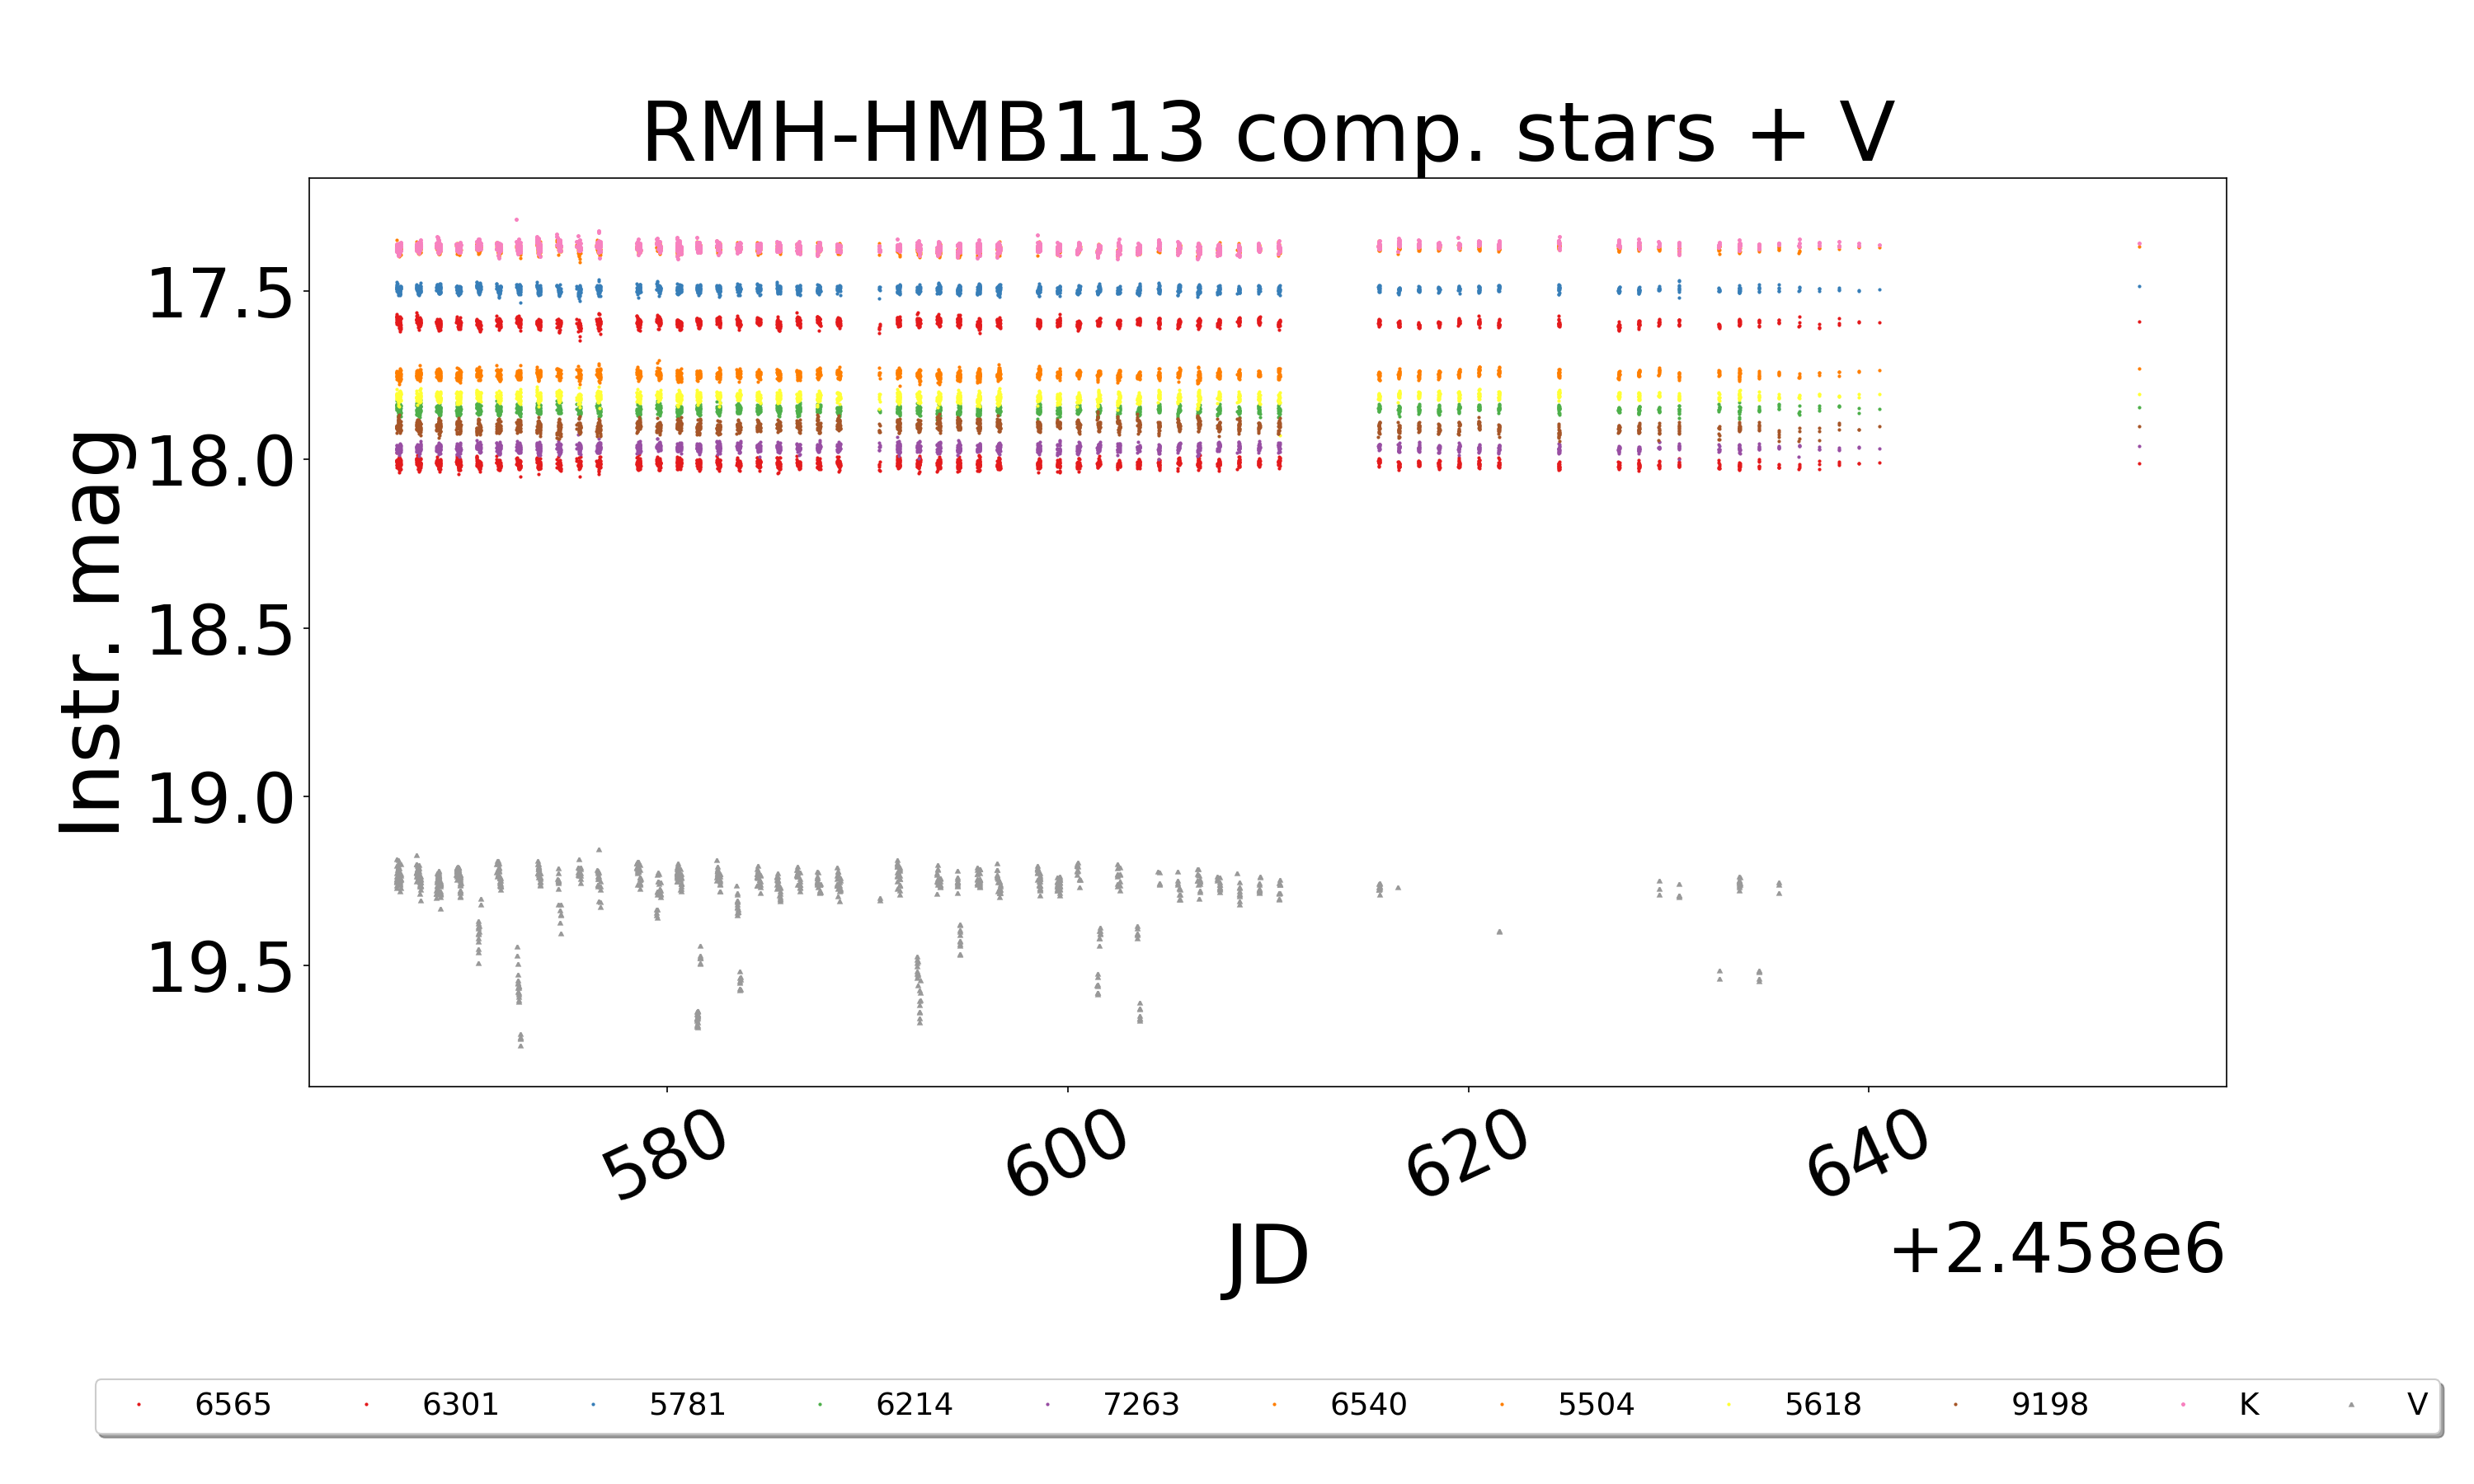 RMH-HMB113 comp. stars + V
Instr. mag
17.5
18.0
18.5
19.0
19.5
580
600
620
640
JD
+2.458e6
6565 6301 5781 6214 7263 6540 5504 5618 9198 K V